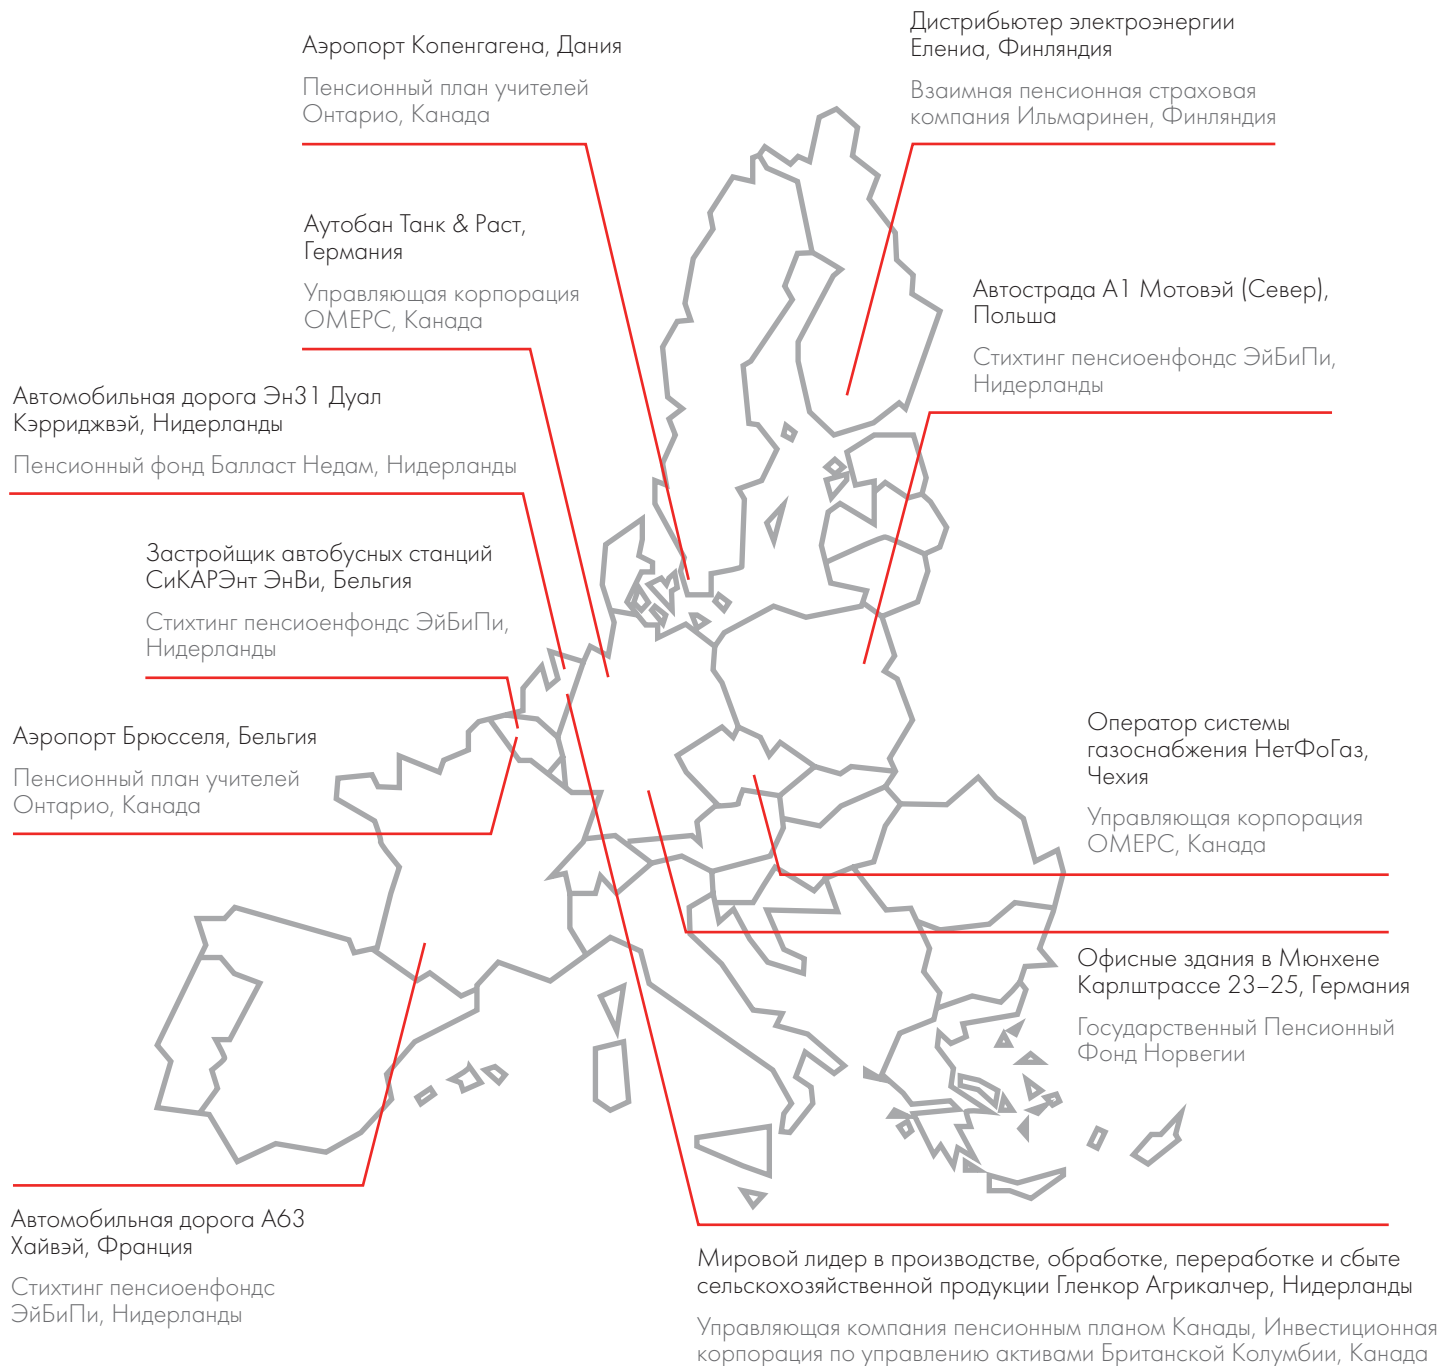 Аэропорт Копенгагена, Дания
Пенсионный план учителей
Онтарио, Канада
Дистрибьютер электроэнергии
Елениа, Финляндия
Взаимная пенсионная страховая
компания Ильмаринен, Финляндия
Аутобан Танк & Раст,
Германия
Управляющая корпорация
ОМЕРС, Канада
Автострада А1 Мотовэй (Север),
Польша
Стихтинг пенсиоенфондс ЭйБиПи,
Нидерланды
Автомобильная дорога Эн31 Дуал
Кэрриджвэй, Нидерланды
Пенсионный фонд Балласт Недам, Нидерланды
Застройщик автобусных станций
СиКАРЭнт ЭнВи, Бельгия
Стихтинг пенсиоенфондс ЭйБиПи,
Нидерланды
Аэропорт Брюсселя, Бельгия
Пенсионный план учителей
Онтарио, Канада
Оператор системы
газоснабжения НетФоГаз,
Чехия
Управляющая корпорация
ОМЕРС, Канада
Офисные здания в Мюнхене
Карлштрассе 23–25, Германия
Государственный Пенсионный
Фонд Норвегии
Автомобильная дорога А63
Хайвэй, Франция
Стихтинг пенсиоенфондс
ЭйБиПи, Нидерланды
Мировой лидер в производстве, обработке, переработке и сбыте
сельскохозяйственной продукции Гленкор Агрикалчер, Нидерланды
Управляющая компания пенсионным планом Канады, Инвестиционная
корпорация по управлению активами Британской Колумбии, Канада